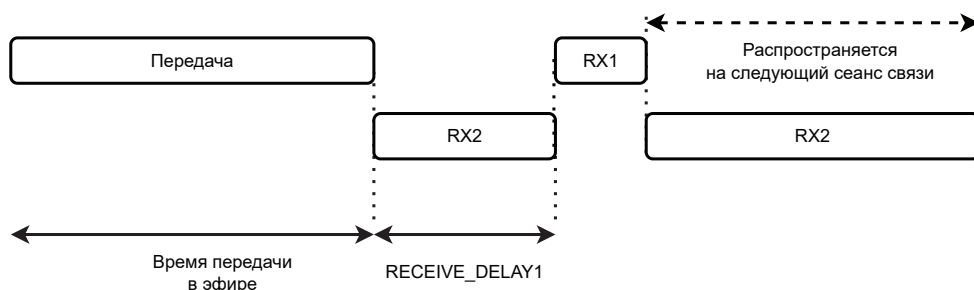 Передача
RX1
Распространяется
на следующий сеанс связи
RX2
RX2
Время передачи
в эфире
RECEIVE_DELAY1